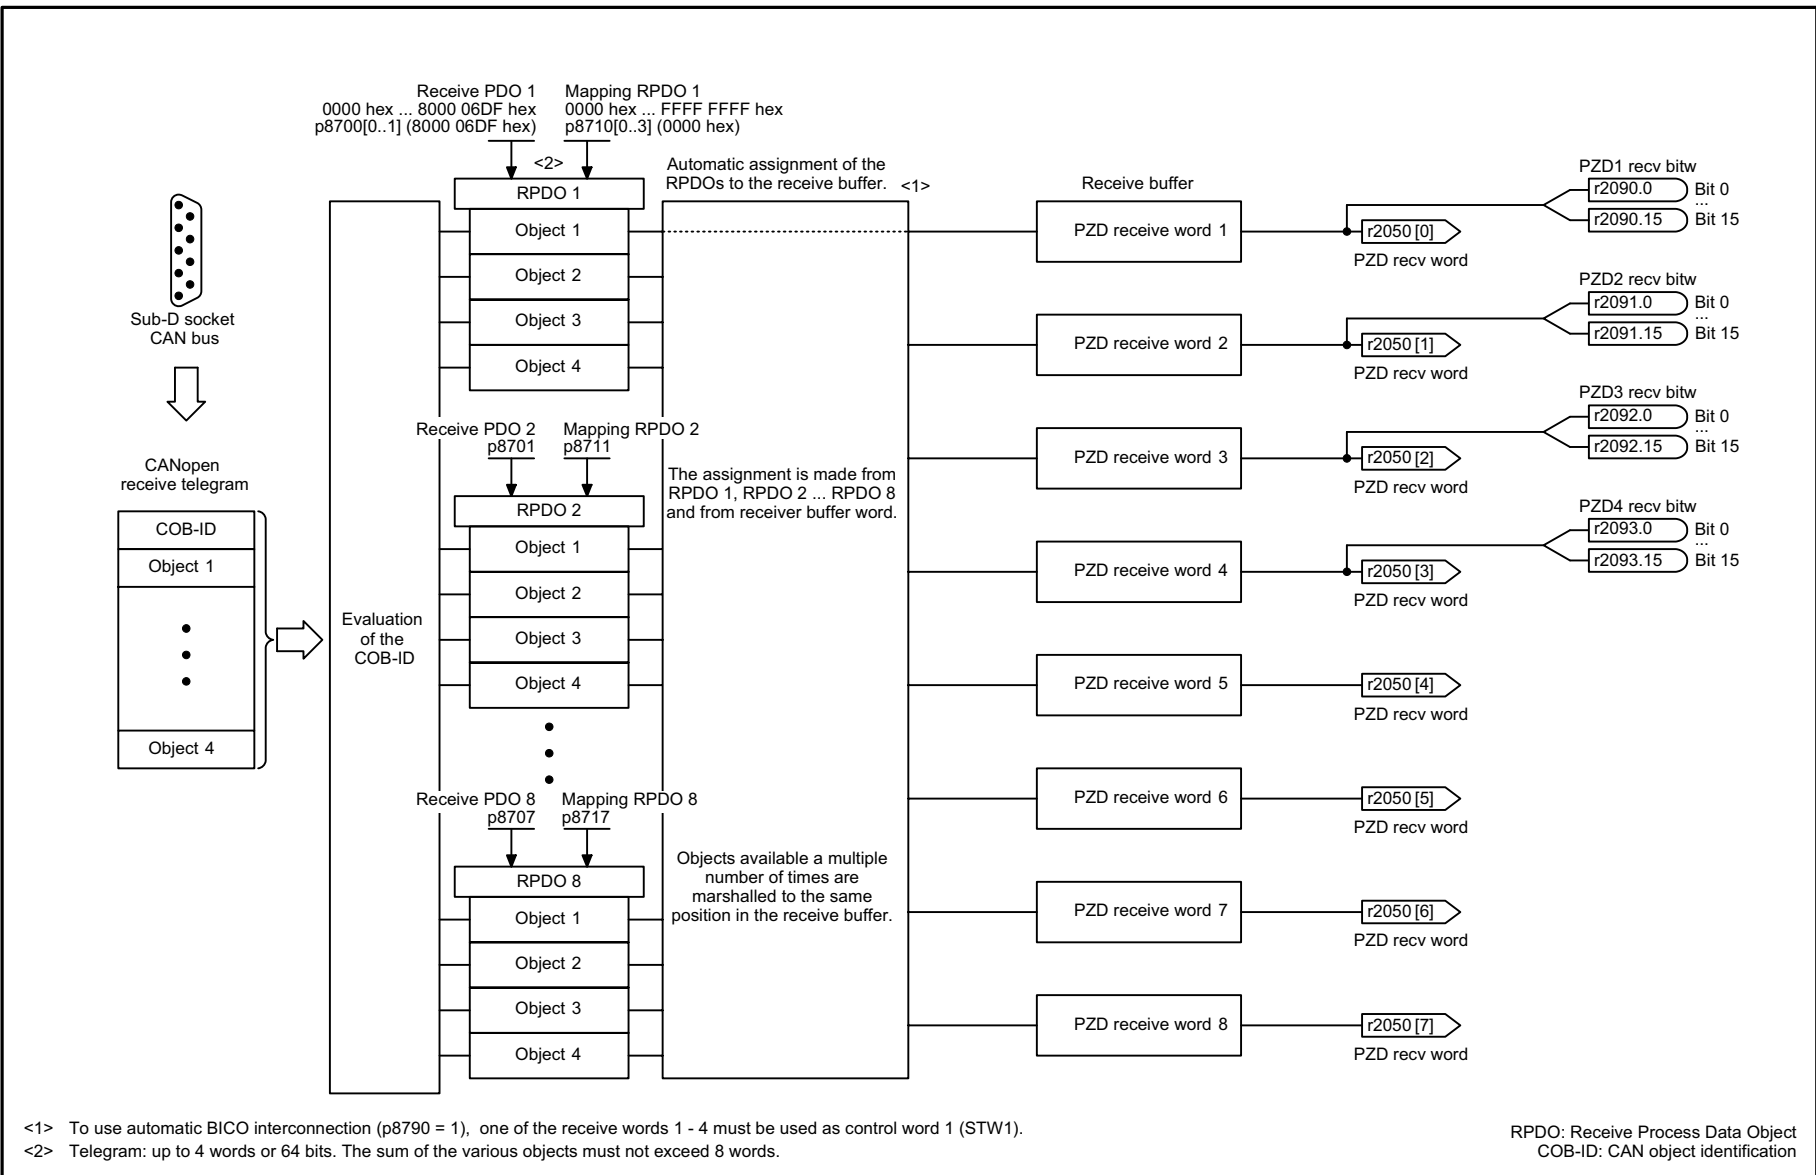 Receive PDO 1
0000 hex ... 8000 06DF hex
p8700[0..1] (8000 06DF hex)
Mapping RPDO 1
0000 hex ... FFFF FFFF hex
p8710[0..3] (0000 hex)
<2>
RPDO 1
Object 1
Object 2
Object 3
Object 4
Automatic assignment of the
RPDOs to the receive buffer.
<1>
Receive buffer
Sub-D socket
CAN bus
CANopen
receive telegram
COB-ID
Object 1
Object 4
Evaluation
of the
COB-ID
Receive PDO 2
p8701
Mapping RPDO 2
p8711
RPDO 2
Object 1
Object 2
Object 3
Object 4
The assignment is made from
RPDO 1, RPDO 2 ... RPDO 8
and from receiver buffer word.
Receive PDO 8
p8707
Mapping RPDO 8
p8717
RPDO 8
Object 1
Object 2
Object 3
Object 4
Objects available a multiple
number of times are
marshalled to the same
position in the receive buffer.
PZD receive word 1
r2050 [0]
PZD recv word
PZD1 recv bitw
r2090.0 Bit 0
...
r2090.15 Bit 15
PZD receive word 2
r2050 [1]
PZD recv word
PZD2 recv bitw
r2091.0 Bit 0
...
r2091.15 Bit 15
PZD receive word 3
r2050 [2]
PZD recv word
PZD3 recv bitw
r2092.0 Bit 0
...
r2092.15 Bit 15
PZD receive word 4
r2050 [3]
PZD recv word
PZD4 recv bitw
r2093.0 Bit 0
...
r2093.15 Bit 15
PZD receive word 5
r2050 [4]
PZD recv word
PZD receive word 6
r2050 [5]
PZD recv word
PZD receive word 7
r2050 [6]
PZD recv word
PZD receive word 8
r2050 [7]
PZD recv word
<1> To use automatic BICO interconnection (p8790 = 1), one of the receive words 1 - 4 must be used as control word 1 (STW1).
<2> Telegram: up to 4 words or 64 bits. The sum of the various objects must not exceed 8 words.
RPDO: Receive Process Data Object
COB-ID: CAN object identification